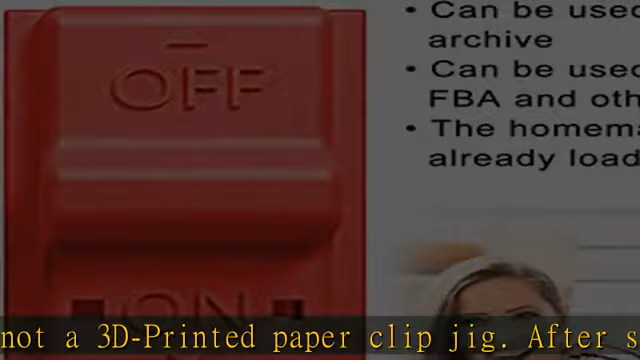 OFF
ON
• Can be used
archive
• Can be used
FBA and oth
• The homema
already load
not a 3D-Printed paper clip jig. After s